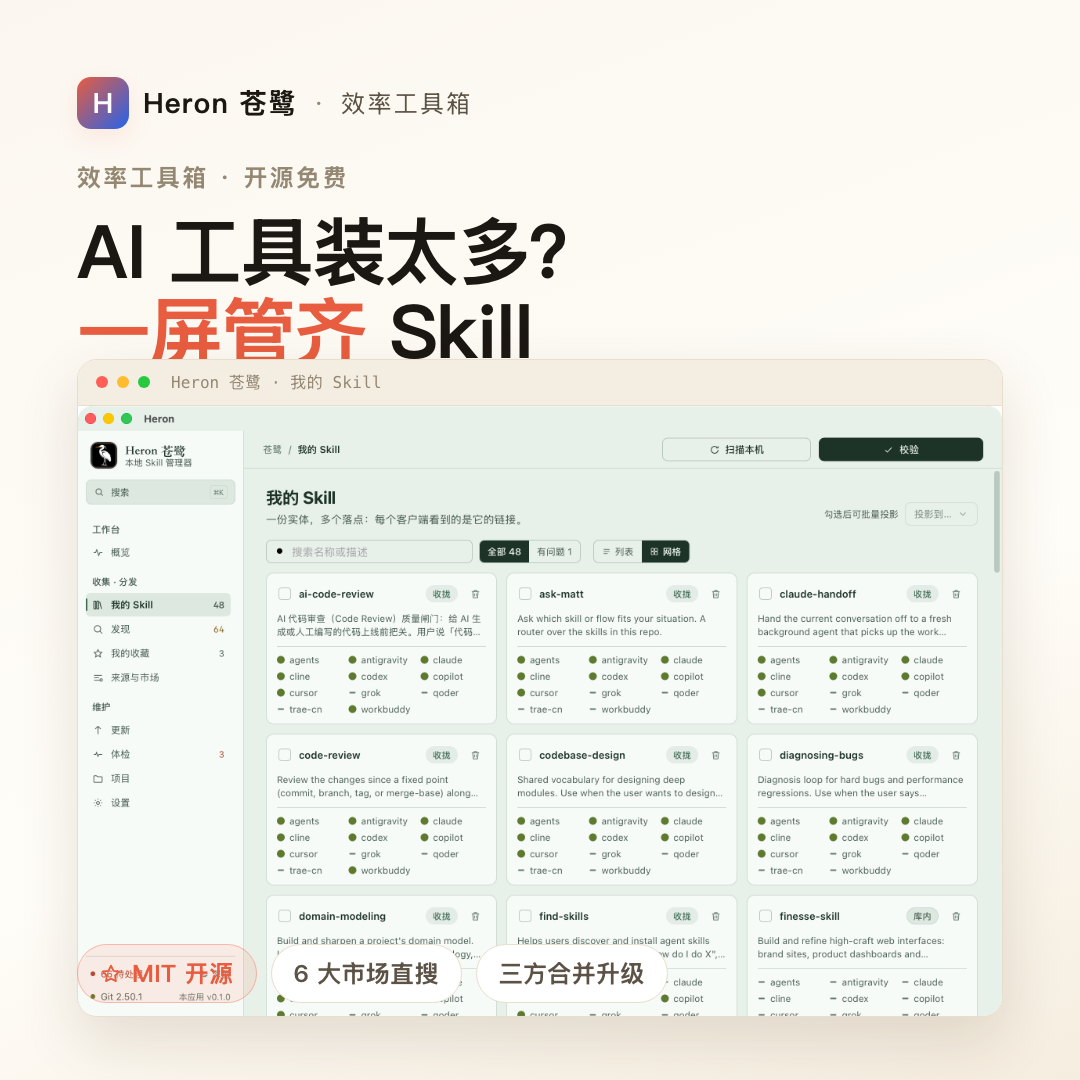 H Heron 苍鹭 · 效率工具箱
效率工具箱 · 开源免费
AI 工具装太多?
一屏管齐 Skill
Heron 苍鹭 · 我的 Skill
Heron
Heron 苍鹭
本地 Skill 管理器
搜索 ⌘K
工作台
概览
收集 · 分发
我的 Skill 48
发现 64
我的收藏 3
来源与市场
维护
更新
体检 3
项目
设置
Git 2.50.1 本应用 v0.1.0
苍鹭 / 我的 Skill
扫描本机
校验
我的 Skill
一份实体，多个落点：每个客户端看到的是它的链接。
勾选后可批量投影 投影到...
搜索名称或描述
全部 48 有问题 1
列表 网格
ai-code-review 收拢
AI 代码审查（Code Review）质量闸门：给 AI 生
成或人工编写的代码上线前把关。用户说「代码...
agents antigravity claude
cline codex copilot
cursor grok qoder
trae-cn workbuddy
ask-matt 收拢
Ask which skill or flow fits your situation. A
router over the skills in this repo.
agents antigravity claude
cline codex copilot
cursor grok qoder
trae-cn workbuddy
claude-handoff 收拢
Hand the current conversation off to a fresh
background agent that picks up the work...
agents antigravity claude
cline codex copilot
cursor grok qoder
trae-cn workbuddy
code-review 收拢
Review the changes since a fixed point
(commit, branch, tag, or merge-base) along...
agents antigravity claude
cline codex copilot
cursor grok qoder
trae-cn workbuddy
codebase-design 收拢
Shared vocabulary for designing deep
modules. Use when the user wants to design...
agents antigravity claude
cline codex copilot
cursor grok qoder
trae-cn workbuddy
diagnosing-bugs 收拢
Diagnosis loop for hard bugs and performance
regressions. Use when the user says...
agents antigravity claude
cline codex copilot
cursor grok qoder
trae-cn workbuddy
domain-modeling 收拢
Build and sharpen a project's domain model.
find-skills 收拢
Helps users discover and install agent skills
finesse-skill 库内
Build and refine high-craft web interfaces:
brand sites, product dashboards and...
agents antigravity claude
cline codex copilot
cursor grok qoder
MIT 开源
6 大市场直搜
三方合并升级